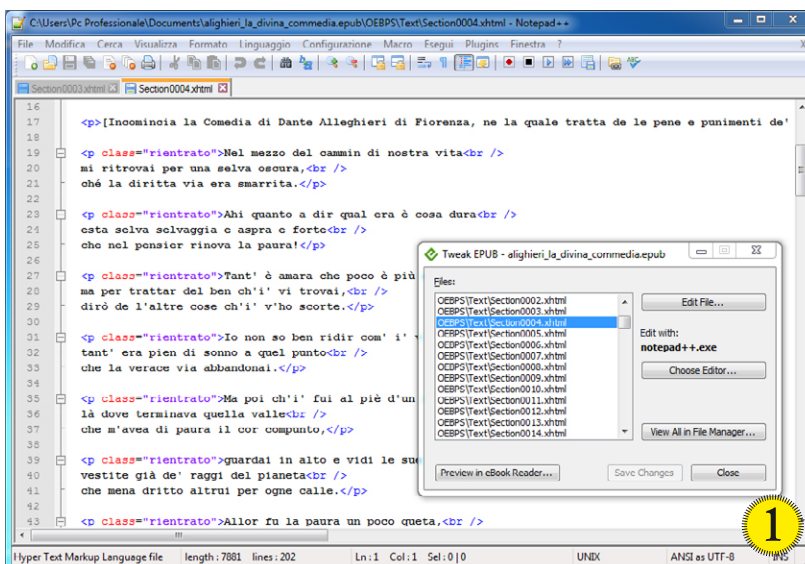 C:\Users\Pc Professionale\Documents\alighieri_la_divina_commedia.epub\OEBPS\Text\Section0004.xhtml - Notepad++
File Modifica Cerca Visualizza Formato Linguaggio Configurazione Macro Esegui Plugins Finestra ? X
Section0003.xhtml Section0004.xhtml
16
17 <p>[Incomincia la Comedia di Dante Alleghieri di Fiorenza, ne la quale tratta de le pene e punimenti de'
18
19 <p class="rientrato">Nel mezzo del cammin di nostra vita<br />
20 mi ritrovai per una selva oscura,<br />
21 ché la diritta via era smarrita.</p>
22
23 <p class="rientrato">Ahi quanto a dir qual era è cosa dura<br />
24 esta selva selvaggia e aspra e forte<br />
25 che nel pensier rinova la paura!</p>
26
27 <p class="rientrato">Tant' è amara che poco è più
28 ma per trattar del ben ch'i' vi trovai,<br />
29 dirò de l'altre cose ch'i' v'ho scorte.</p>
30
31 <p class="rientrato">Io non so ben ridir com' i'
32 tant' era pien di sonno a quel punto<br />
33 che la verace via abbandonai.</p>
34
35 <p class="rientrato">Ma poi ch'i' fui al piè d'un
36 là dove terminava quella valle<br />
37 che m'avea di paura il cor compunto,</p>
38
39 <p class="rientrato">guardai in alto e vidi le sue
40 vestite già de' raggi del pianeta<br />
41 che mena dritto altrui per ogne calle.</p>
42
43 <p class="rientrato">Allor fu la paura un poco queta,<br />
Tweak EPUB - alighieri_la_divina_commedia.epub
Files:
OEBPS\Text\Section0002.xhtml
OEBPS\Text\Section0003.xhtml
OEBPS\Text\Section0004.xhtml
OEBPS\Text\Section0005.xhtml
OEBPS\Text\Section0006.xhtml
OEBPS\Text\Section0007.xhtml
OEBPS\Text\Section0008.xhtml
OEBPS\Text\Section0009.xhtml
OEBPS\Text\Section0010.xhtml
OEBPS\Text\Section0011.xhtml
OEBPS\Text\Section0012.xhtml
OEBPS\Text\Section0013.xhtml
OEBPS\Text\Section0014.xhtml
Edit File...
Edit with:
notepad++.exe
Choose Editor...
View All in File Manager...
Preview in eBook Reader... Save Changes Close
1
Hyper Text Markup Language file length : 7881 lines : 202 Ln : 1 Col : 1 Sel : 0 | 0 UNIX ANSI as UTF-8 INS